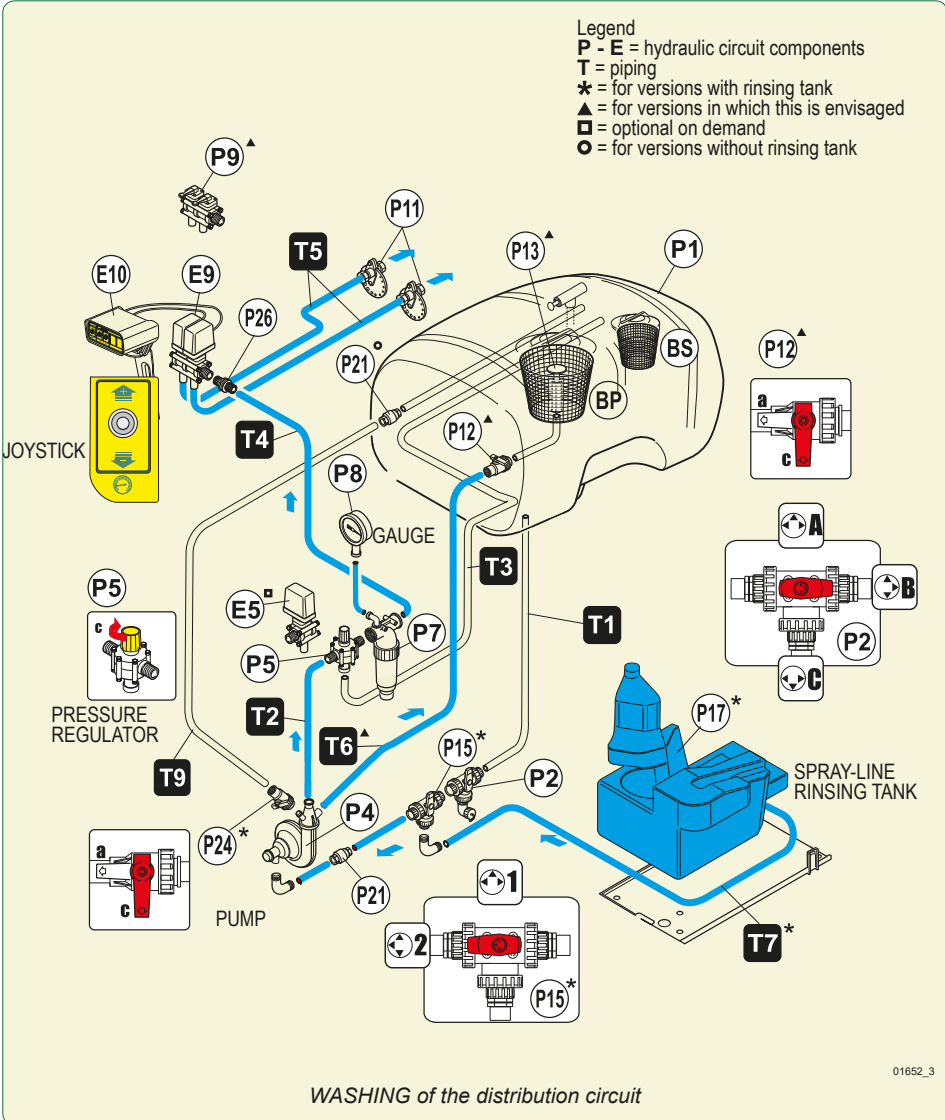 Legend
P - E = hydraulic circuit components
T = piping
* = for versions with rinsing tank
▲ = for versions in which this is envisaged
◻ = optional on demand
○ = for versions without rinsing tank
P9 ▲
P11
T5
P13 ▲
P1
E10
E9
P26
P21 ○
BS
BP
P12 ▲
a
c
JOYSTICK
T4
P12 ▲
P8
GAUGE
T3
A
B
P2
C
P5
c
PRESSURE
REGULATOR
E5 ◻
P5
P7
T1
T2
T6 ▲
P17 *
SPRAY-LINE
RINSING TANK
T9
P15 *
P2
P4
P24 *
a
c
P21
PUMP
1
2
P15 *
T7 *
01652_3
WASHING of the distribution circuit